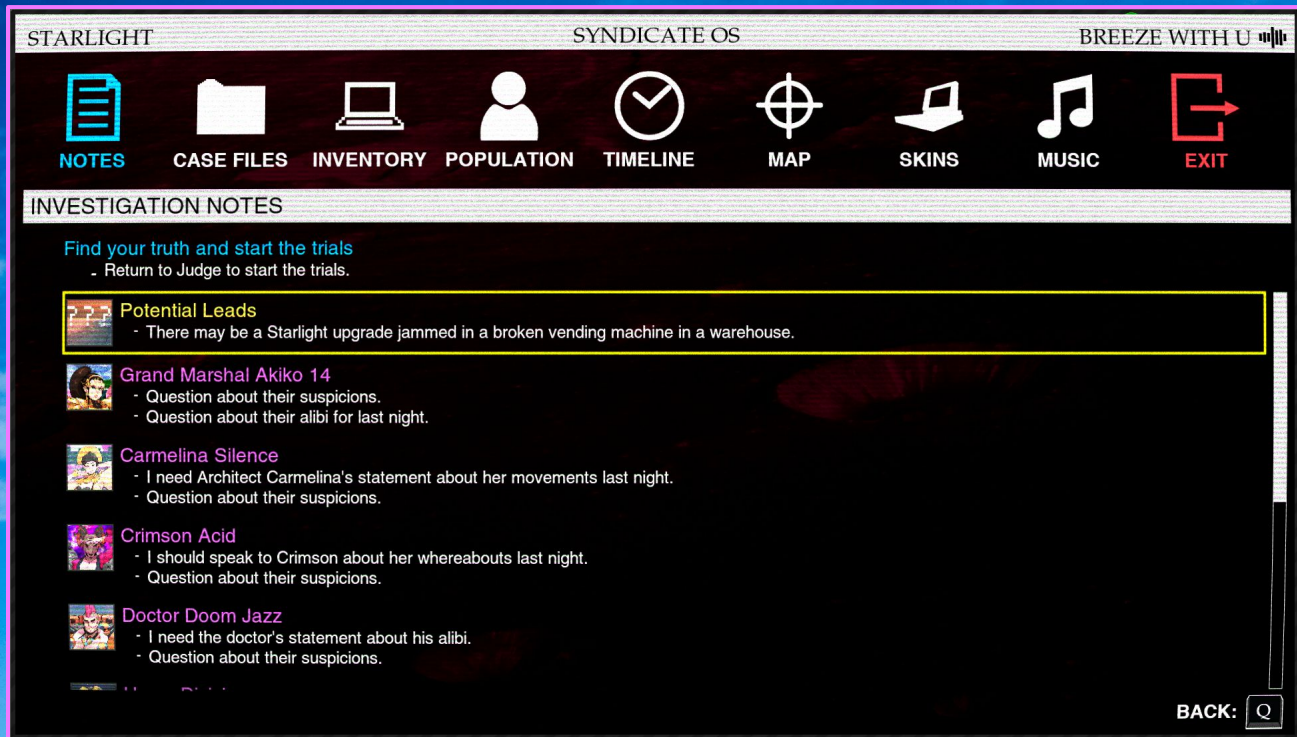 STARLIGHT SYNDICATE OS BREEZE WITH U
NOTES CASE FILES INVENTORY POPULATION TIMELINE MAP SKINS MUSIC EXIT
INVESTIGATION NOTES
Find your truth and start the trials
- Return to Judge to start the trials.
???
Potential Leads
- There may be a Starlight upgrade jammed in a broken vending machine in a warehouse.
Grand Marshal Akiko 14
- Question about their suspicions.
- Question about their alibi for last night.
Carmelina Silence
- I need Architect Carmelina's statement about her movements last night.
- Question about their suspicions.
Crimson Acid
- I should speak to Crimson about her whereabouts last night.
- Question about their suspicions.
Doctor Doom Jazz
- I need the doctor's statement about his alibi.
- Question about their suspicions.
BACK: Q